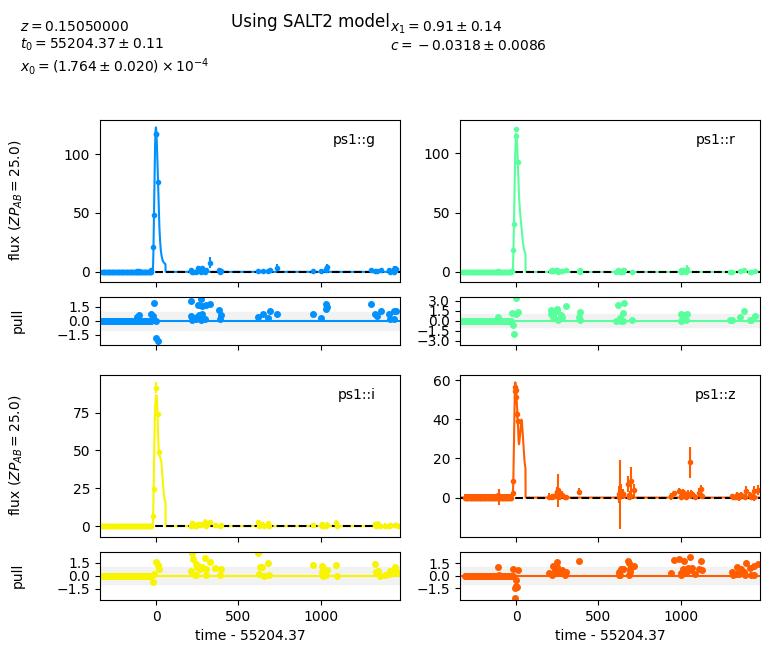 Using SALT2 model
z = 0.15050000
t₀ = 55204.37 ± 0.11
x₀ = (1.764 ± 0.020) × 10⁻⁴
x₁ = 0.91 ± 0.14
c = −0.0318 ± 0.0086
flux (ZP_AB = 25.0)
100
50
0
ps1::g
100
50
0
ps1::r
pull
1.5
0.0
−1.5
3.0
1.5
0.0
−1.5
−3.0
flux (ZP_AB = 25.0)
75
50
25
0
ps1::i
60
40
20
0
ps1::z
pull
1.5
0.0
−1.5
1.5
0.0
−1.5
0 500 1000
0 500 1000
time - 55204.37
time - 55204.37